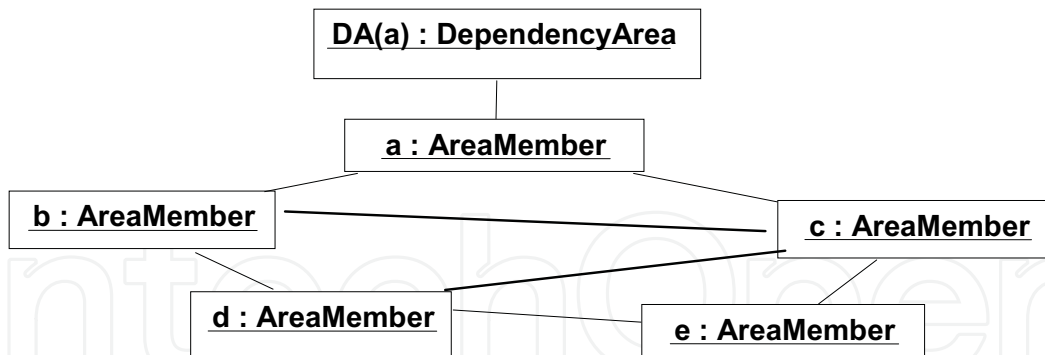 DA(a) : DependencyArea
a : AreaMember
b : AreaMember
c : AreaMember
d : AreaMember
e : AreaMember